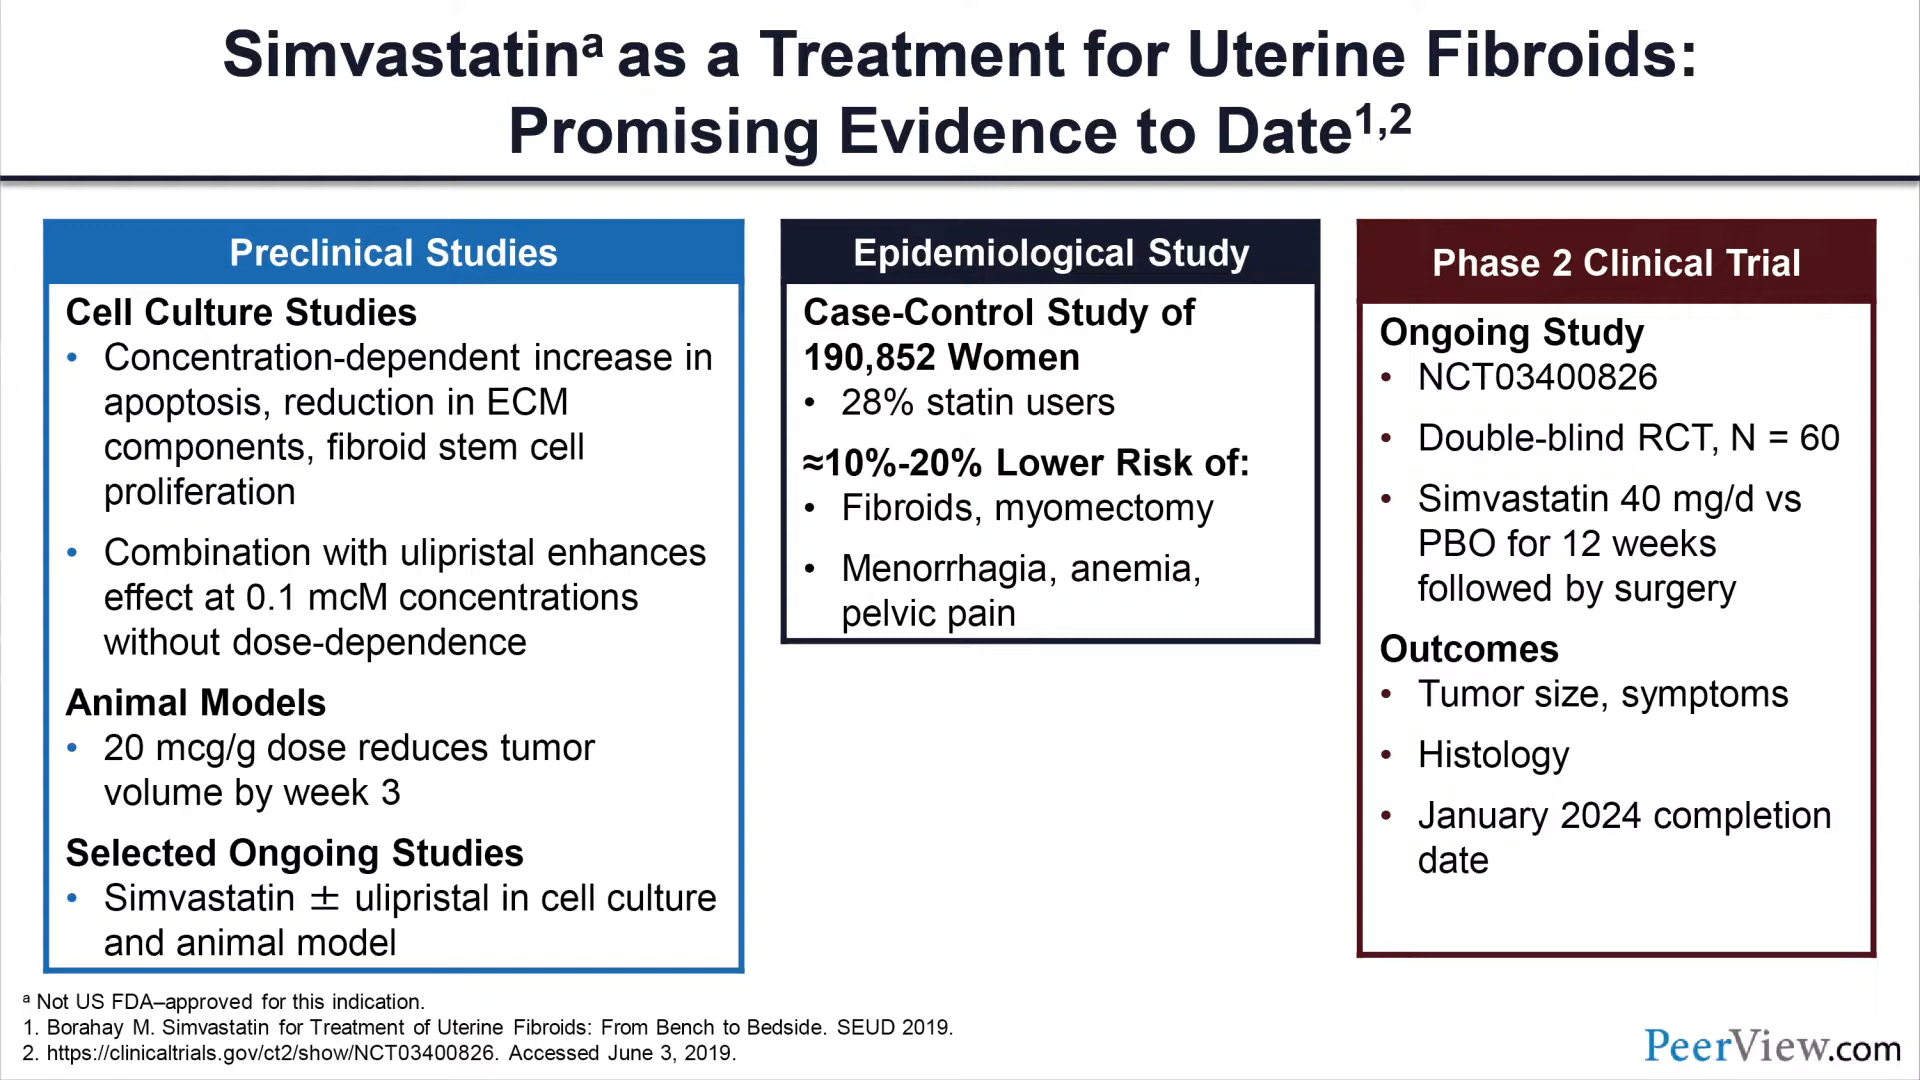 Simvastatinᵃ as a Treatment for Uterine Fibroids:
Promising Evidence to Date¹,²
Preclinical Studies
Cell Culture Studies
• Concentration-dependent increase in
apoptosis, reduction in ECM
components, fibroid stem cell
proliferation
• Combination with ulipristal enhances
effect at 0.1 mcM concentrations
without dose-dependence
Animal Models
• 20 mcg/g dose reduces tumor
volume by week 3
Selected Ongoing Studies
• Simvastatin ± ulipristal in cell culture
and animal model
Epidemiological Study
Case-Control Study of
190,852 Women
• 28% statin users
≈10%-20% Lower Risk of:
• Fibroids, myomectomy
• Menorrhagia, anemia,
pelvic pain
Phase 2 Clinical Trial
Ongoing Study
• NCT03400826
• Double-blind RCT, N = 60
• Simvastatin 40 mg/d vs
PBO for 12 weeks
followed by surgery
Outcomes
• Tumor size, symptoms
• Histology
• January 2024 completion
date
ᵃ Not US FDA–approved for this indication.
1. Borahay M. Simvastatin for Treatment of Uterine Fibroids: From Bench to Bedside. SEUD 2019.
2. https://clinicaltrials.gov/ct2/show/NCT03400826. Accessed June 3, 2019.
PeerView.com